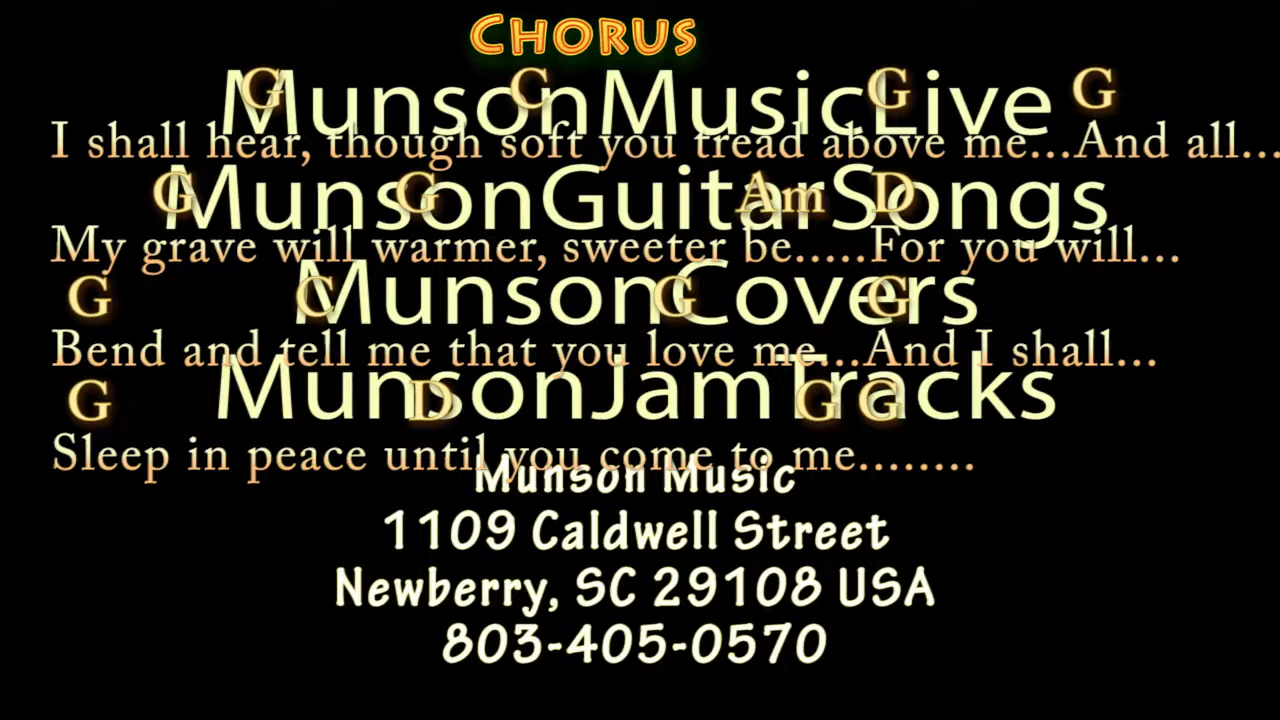 CHORUS
G C G G
MunsonMusicLive
I shall hear, though soft you tread above me...And all...
G G Am D
MunsonGuitarSongs
My grave will warmer, sweeter be.....For you will...
G C G G
MunsonCovers
Bend and tell me that you love me...And I shall...
G D G G
MunsonJamTracks
Sleep in peace until you come to me........
Munson Music
1109 Caldwell Street
Newberry, SC 29108 USA
803-405-0570